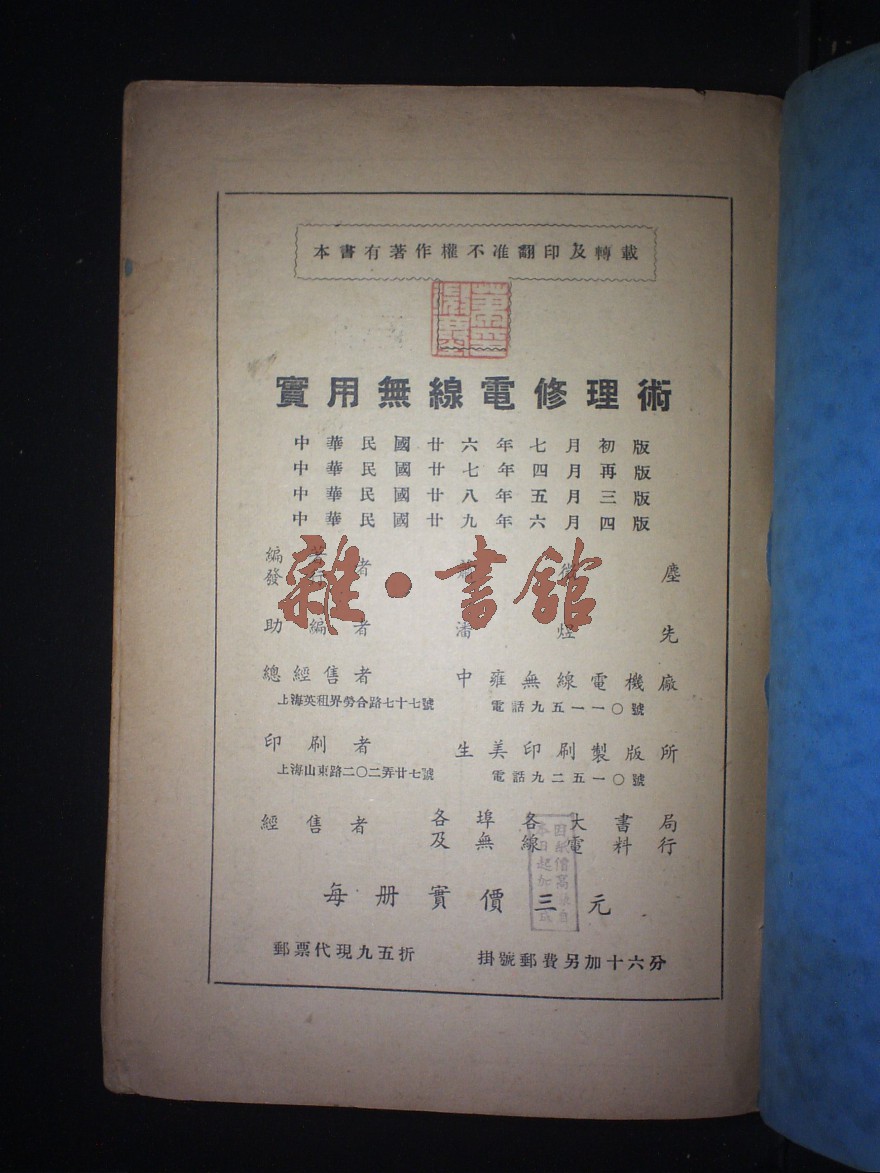 本書有著作權不准翻印及轉載
實用無線電修理術
中華民國廿六年七月初版
中華民國廿七年四月再版
中華民國廿八年五月三版
中華民國廿九年六月四版
編著者
發行 塵
雜·書館
助編者 潘煜先
總經售者 中雍無線電機廠
上海英租界勞合路七十七號 電話九五一一〇號
印刷者 生美印刷製版所
上海山東路二〇二弄廿七號 電話九二五一〇號
經售者 各埠各大書局
及無線電料行
每册實價三元
郵票代現九五折 掛號郵費另加十六分